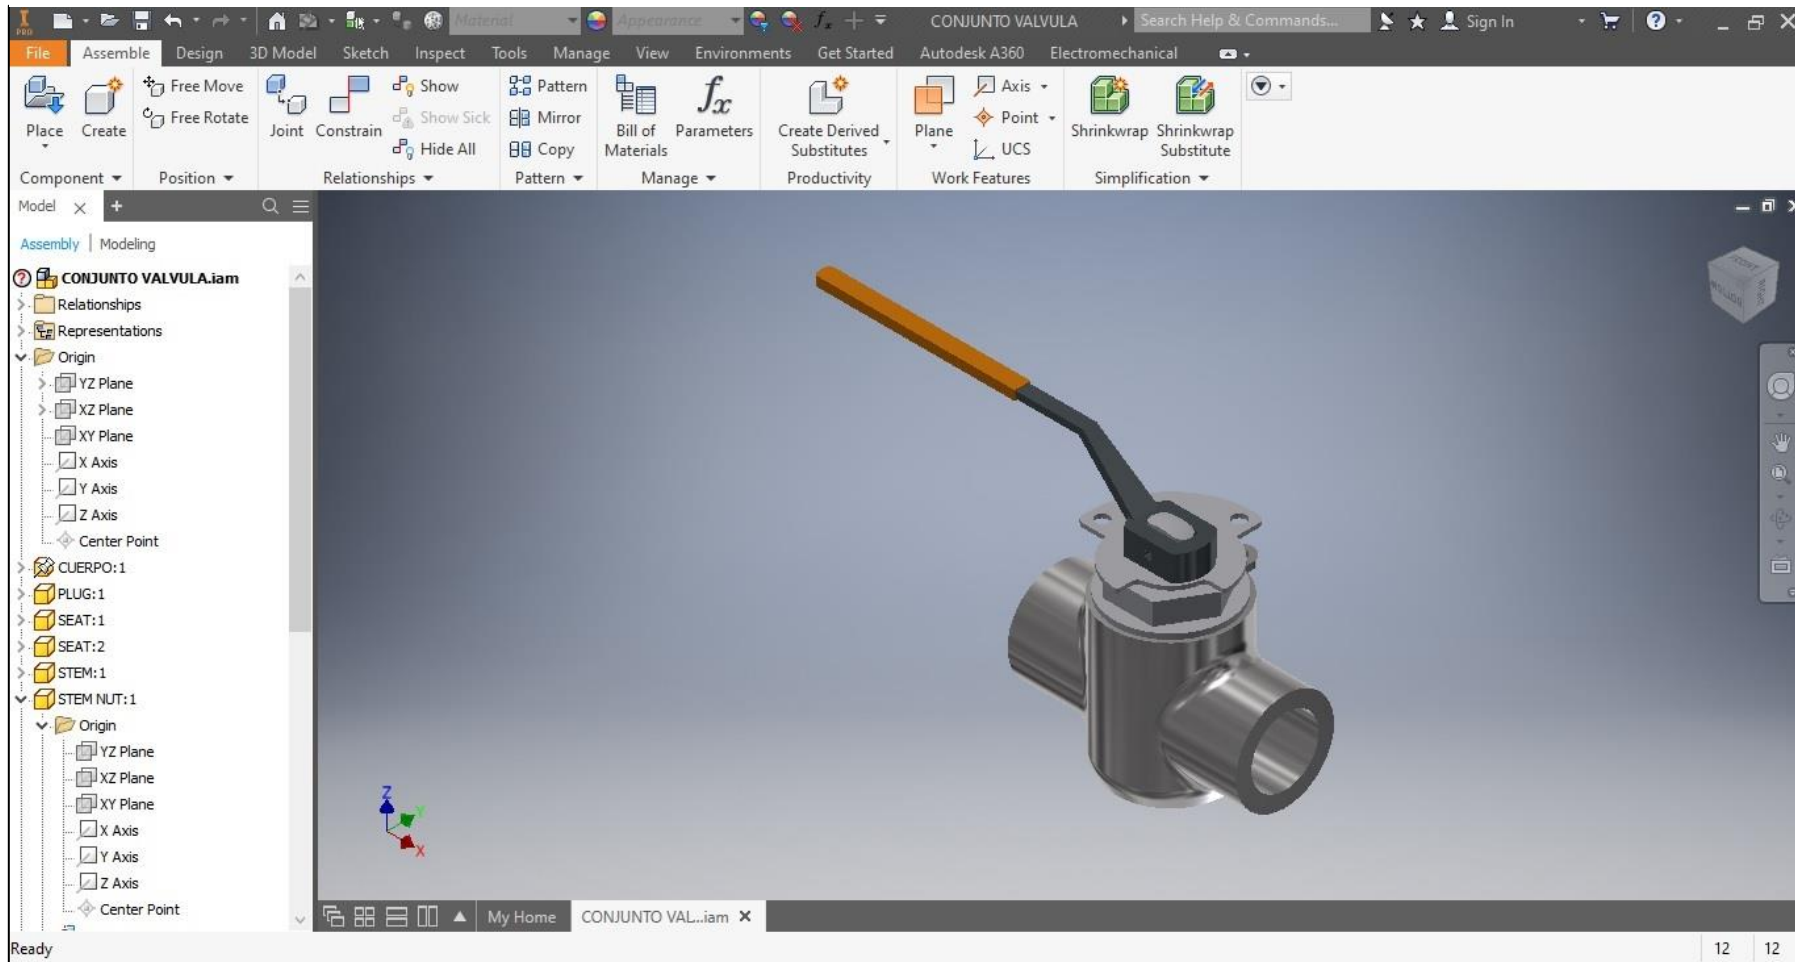 PRO Material Appearance CONJUNTO VALVULA Search Help & Commands... Sign In
File Assemble Design 3D Model Sketch Inspect Tools Manage View Environments Get Started Autodesk A360 Electromechanical
Free Move Show Pattern Axis
Free Rotate Show Sick Mirror Point
Place Create Joint Constrain Bill of Materials Parameters Create Derived Substitutes Plane Shrinkwrap Shrinkwrap Substitute
Hide All Copy UCS
Component Position Relationships Pattern Manage Productivity Work Features Simplification
Model
Assembly Modeling
CONJUNTO VALVULA.iam
Relationships
Representations
Origin
YZ Plane
XZ Plane
XY Plane
X Axis
Y Axis
Z Axis
Center Point
CUERPO:1
PLUG:1
SEAT:1
SEAT:2
STEM:1
STEM NUT:1
Origin
YZ Plane
XZ Plane
XY Plane
X Axis
Y Axis
Z Axis
Center Point
Z
Y
X
My Home CONJUNTO VAL...iam
Ready 12 12